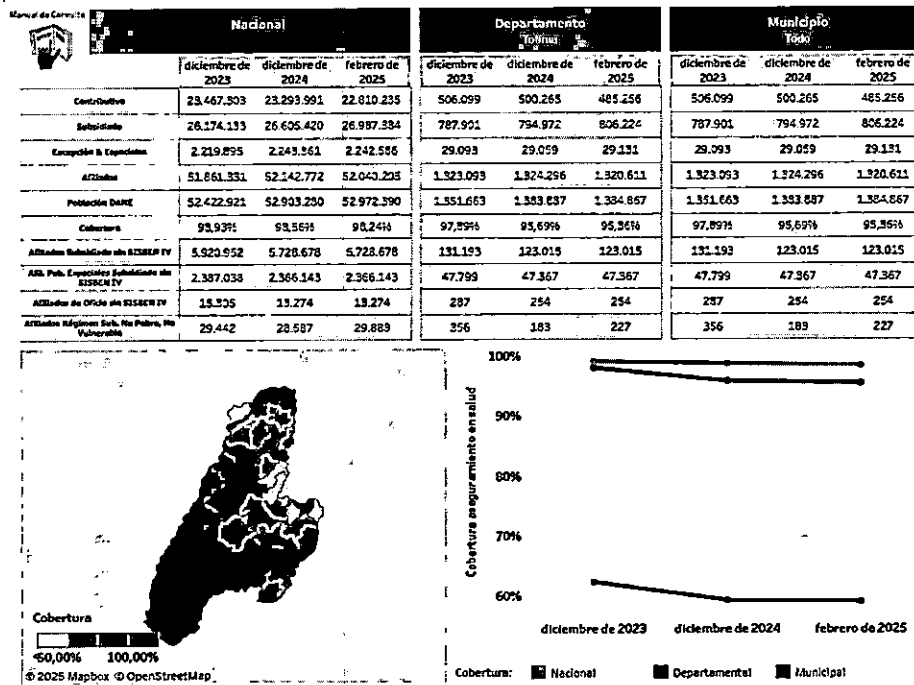 Manual de Consulta
Nacional
Departamento
Tolima
Municipio
Todo
diciembre de 2023 diciembre de 2024 febrero de 2025 diciembre de 2023 diciembre de 2024 febrero de 2025 diciembre de 2023 diciembre de 2024 febrero de 2025
Contributivo 23.467.303 23.293.991 22.810.235 506.099 500.265 485.256 506.099 500.265 485.256
Subsidiado 26.174.133 26.605.420 26.987.384 787.901 794.972 806.224 787.901 794.972 806.224
Excepción & Especiales 2.219.895 2.243.361 2.242.586 29.093 29.059 29.131 29.093 29.059 29.131
Afiliados 51.861.331 52.142.772 52.040.205 1.323.093 1.324.296 1.320.611 1.323.093 1.324.296 1.320.611
Población DANE 52.422.921 52.903.230 52.972.390 1.351.663 1.383.887 1.384.867 1.351.663 1.383.887 1.384.867
Cobertura 98,93% 98,56% 98,24% 97,89% 95,69% 95,36% 97,89% 95,69% 95,36%
Afiliados Subsidiado sin SISBEN IV 5.920.952 5.728.678 5.728.678 131.193 123.015 123.015 131.193 123.015 123.015
Afil. Pob. Especiales Subsidiado sin SISBEN IV 2.387.038 2.366.143 2.366.143 47.799 47.367 47.367 47.799 47.367 47.367
Afiliados de Oficio sin SISBEN IV 13.274 13.274 287 254 254 287 254 254
Afiliados Régimen Sub. No Pobre, No Vulnerable 29.442 28.587 29.883 356 183 227 356 183 227
100%
90%
80%
70%
60%
Cobertura aseguramiento en salud
diciembre de 2023 diciembre de 2024 febrero de 2025
Cobertura
50,00% 100,00%
© 2025 Mapbox © OpenStreetMap
Cobertura: Nacional Departamental Municipal